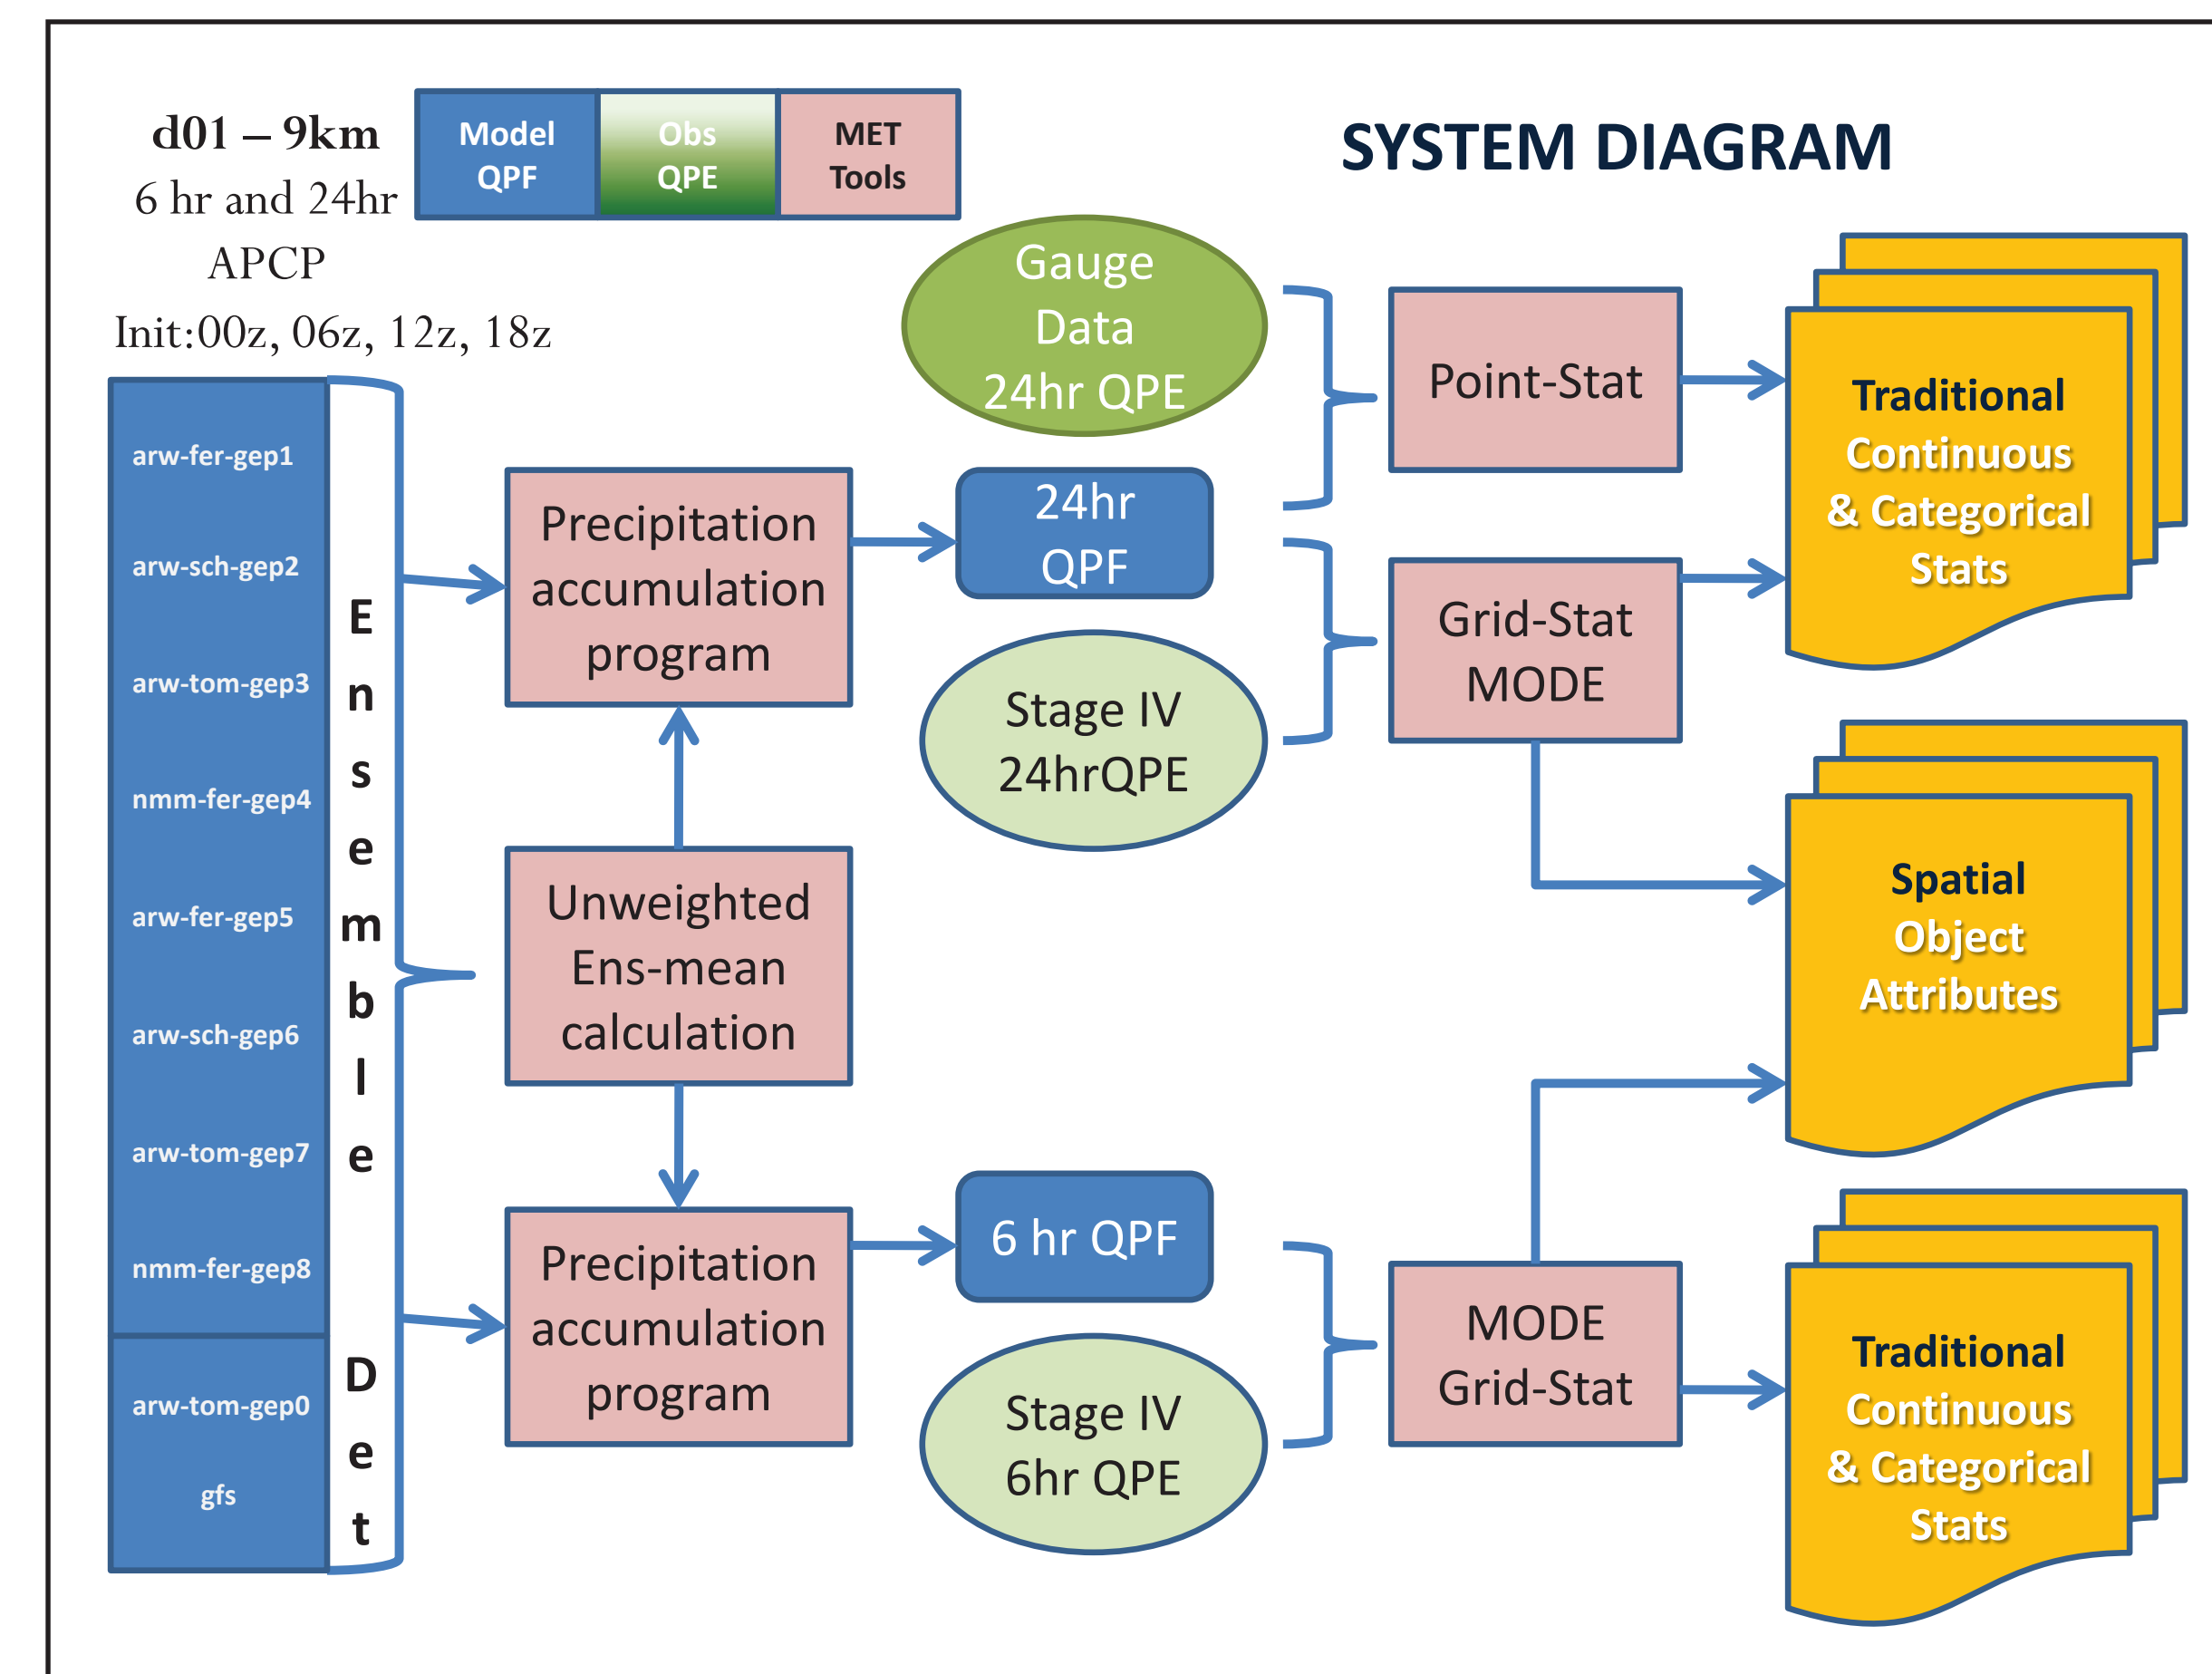 SYSTEM DIAGRAM
d01 – 9km
6 hr and 24hr
APCP
Init:00z, 06z, 12z, 18z
Model
QPF
Obs
QPE
MET
Tools
arw-fer-gep1
arw-sch-gep2
arw-tom-gep3
nmm-fer-gep4
arw-fer-gep5
arw-sch-gep6
arw-tom-gep7
nmm-fer-gep8
arw-tom-gep0
gfs
E
n
s
e
m
b
l
e
D
e
t
Precipitation
accumulation
program
Unweighted
Ens-mean
calculation
Precipitation
accumulation
program
Gauge
Data
24hr QPE
24hr
QPF
Stage IV
24hrQPE
6 hr QPF
Stage IV
6hr QPE
Point-Stat
Grid-Stat
MODE
MODE
Grid-Stat
Traditional
Continuous
& Categorical
Stats
Spatial
Object
Attributes
Traditional
Continuous
& Categorical
Stats